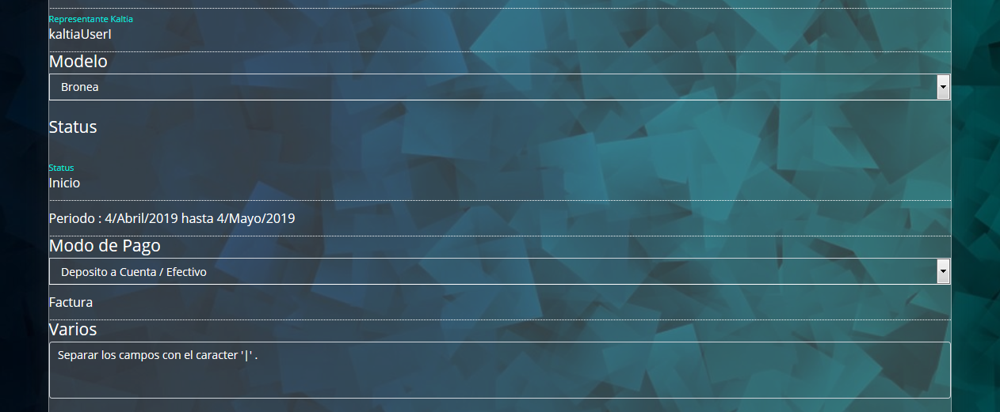 Representante Kaltia
kaltiaUserI
Modelo
Bronea
Status
Status
Inicio
Periodo : 4/Abril/2019 hasta 4/Mayo/2019
Modo de Pago
Deposito a Cuenta / Efectivo
Factura
Varios
Separar los campos con el caracter '|' .